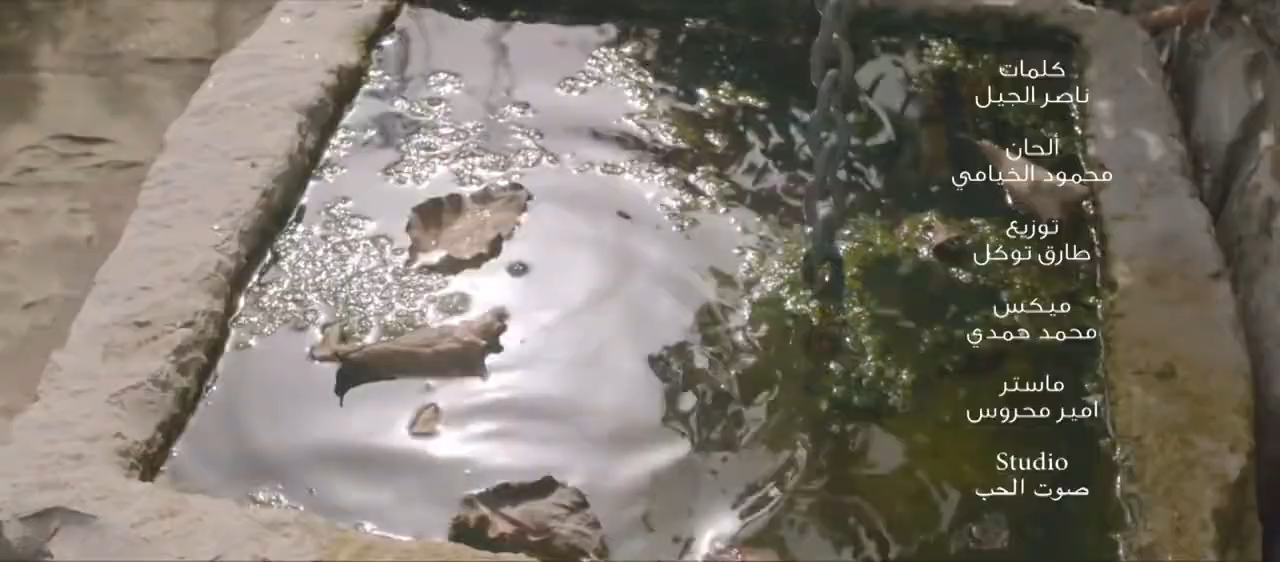 كلمات
ناصر الجيل
ألحان
محمود الخيامي
توزيع
طارق توكل
ميكس
محمد همدي
ماستر
امير محروس
Studio
صوت الحب